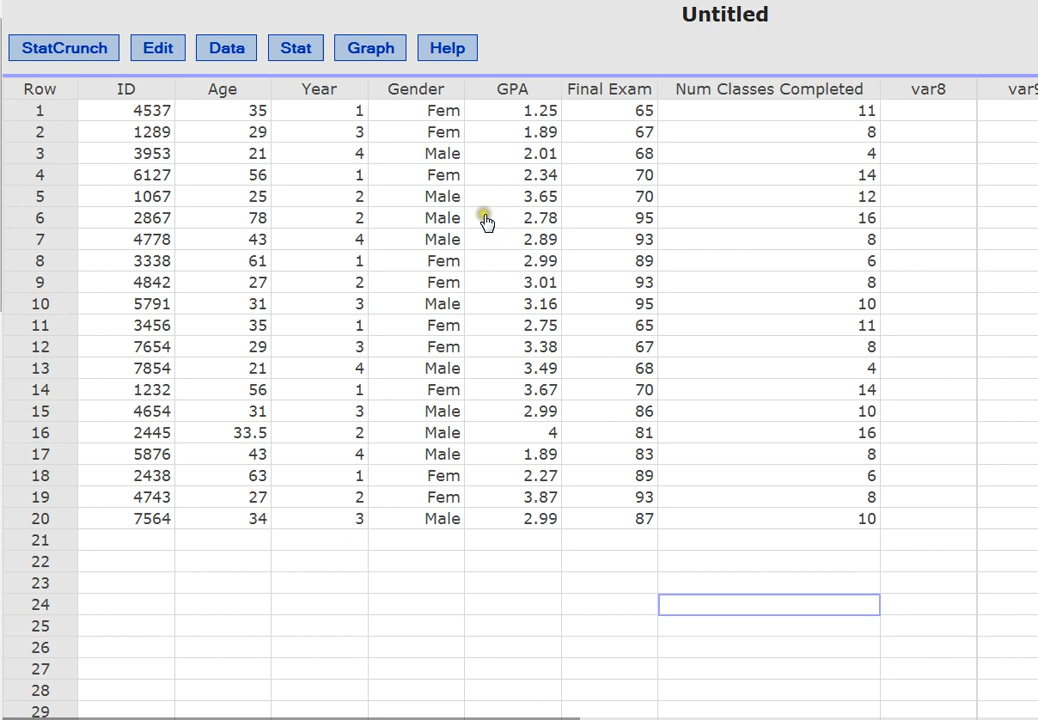 Untitled
StatCrunch Edit Data Stat Graph Help
Row ID Age Year Gender GPA Final Exam Num Classes Completed var8 var9
1 4537 35 1 Fem 1.25 65 11
2 1289 29 3 Fem 1.89 67 8
3 3953 21 4 Male 2.01 68 4
4 6127 56 1 Fem 2.34 70 14
5 1067 25 2 Male 3.65 70 12
6 2867 78 2 Male 2.78 95 16
7 4778 43 4 Male 2.89 93 8
8 3338 61 1 Fem 2.99 89 6
9 4842 27 2 Fem 3.01 93 8
10 5791 31 3 Male 3.16 95 10
11 3456 35 1 Fem 2.75 65 11
12 7654 29 3 Fem 3.38 67 8
13 7854 21 4 Male 3.49 68 4
14 1232 56 1 Fem 3.67 70 14
15 4654 31 3 Male 2.99 86 10
16 2445 33.5 2 Male 4 81 16
17 5876 43 4 Male 1.89 83 8
18 2438 63 1 Fem 2.27 89 6
19 4743 27 2 Fem 3.87 93 8
20 7564 34 3 Male 2.99 87 10
21
22
23
24
25
26
27
28
29